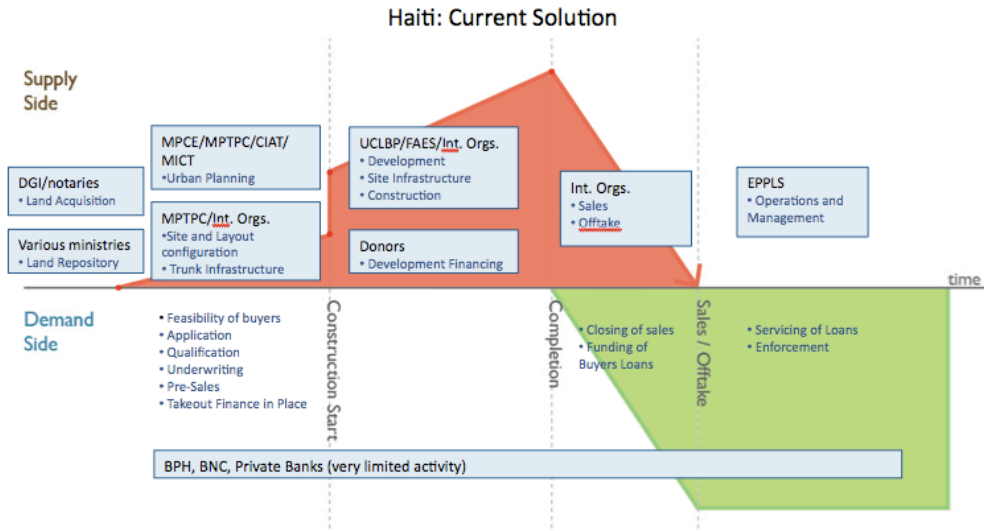 Haiti: Current Solution
Supply
Side
DGI/notaries
• Land Acquisition
Various ministries
• Land Repository
MPCE/MPTPC/CIAT/
MICT
• Urban Planning
MPTPC/Int. Orgs.
•Site and Layout
configuration
• Trunk Infrastructure
UCLBP/FAES/Int. Orgs.
• Development
• Site Infrastructure
• Construction
Donors
• Development Financing
Int. Orgs.
• Sales
• Offtake
EPPLS
• Operations and
Management
time
Demand
Side
• Feasibility of buyers
• Application
• Qualification
• Underwriting
• Pre-Sales
• Takeout Finance in Place
Construction Start
Completion
• Closing of sales
• Funding of
Buyers Loans
Sales / Offtake
• Servicing of Loans
• Enforcement
BPH, BNC, Private Banks (very limited activity)